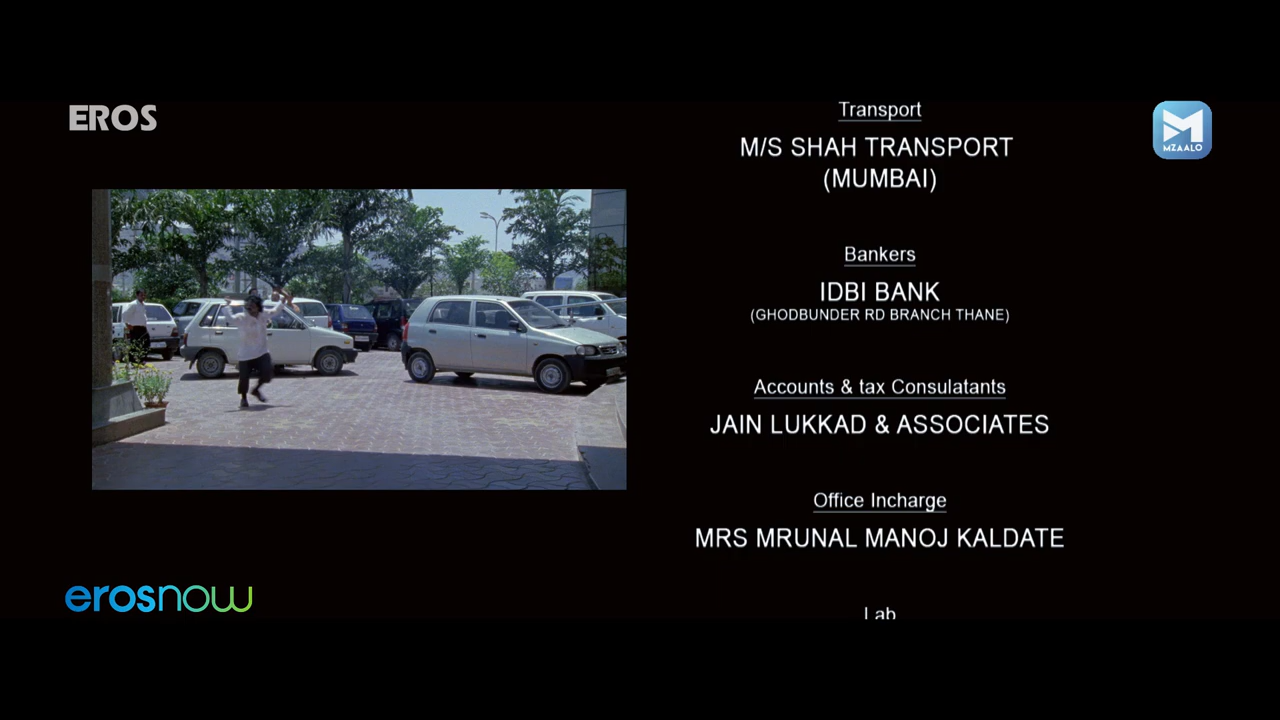 EROS
MZAALO
Transport
M/S SHAH TRANSPORT
(MUMBAI)
Bankers
IDBI BANK
(GHODBUNDER RD BRANCH THANE)
Accounts & tax Consulatants
JAIN LUKKAD & ASSOCIATES
Office Incharge
MRS MRUNAL MANOJ KALDATE
Lab
erosnow